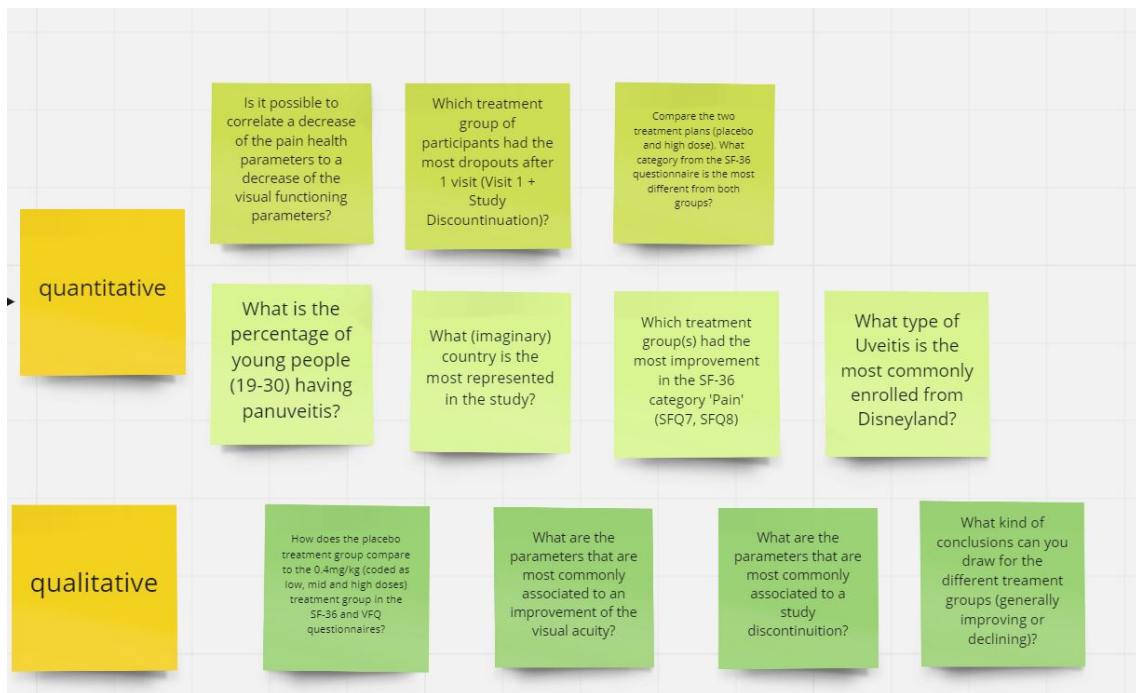 Is it possible to
correlate a decrease
of the pain health
parameters to a
decrease of the
visual functioning
parameters?
Which treatment
group of
participants had the
most dropouts after
1 visit (Visit 1 +
Study
Discountinuation)?
Compare the two
treatment plans (placebo
and high dose). What
category from the SF-36
questionnaire is the most
different from both
groups?
quantitative
What is the
percentage of
young people
(19-30) having
panuveitis?
What (imaginary)
country is the
most represented
in the study?
Which treatment
group(s) had the
most improvement
in the SF-36
category 'Pain'
(SFQ7, SFQ8)
What type of
Uveitis is the
most commonly
enrolled from
Disneyland?
qualitative
How does the placebo
treatment group compare
to the 0.4mg/kg (coded as
low, mid and high doses)
treatment group in the
SF-36 and VFQ
questionnaires?
What are the
parameters that are
most commonly
associated to an
improvement of the
visual acuity?
What are the
parameters that are
most commonly
associated to a
study
discontinuition?
What kind of
conclusions can you
draw for the
different treament
groups (generally
improving or
declining)?